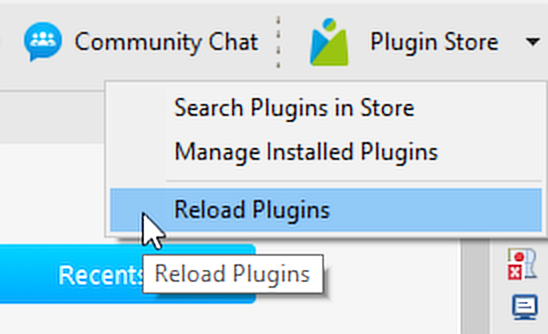 Community Chat
Plugin Store
Search Plugins in Store
Manage Installed Plugins
Reload Plugins
Recents
Reload Plugins